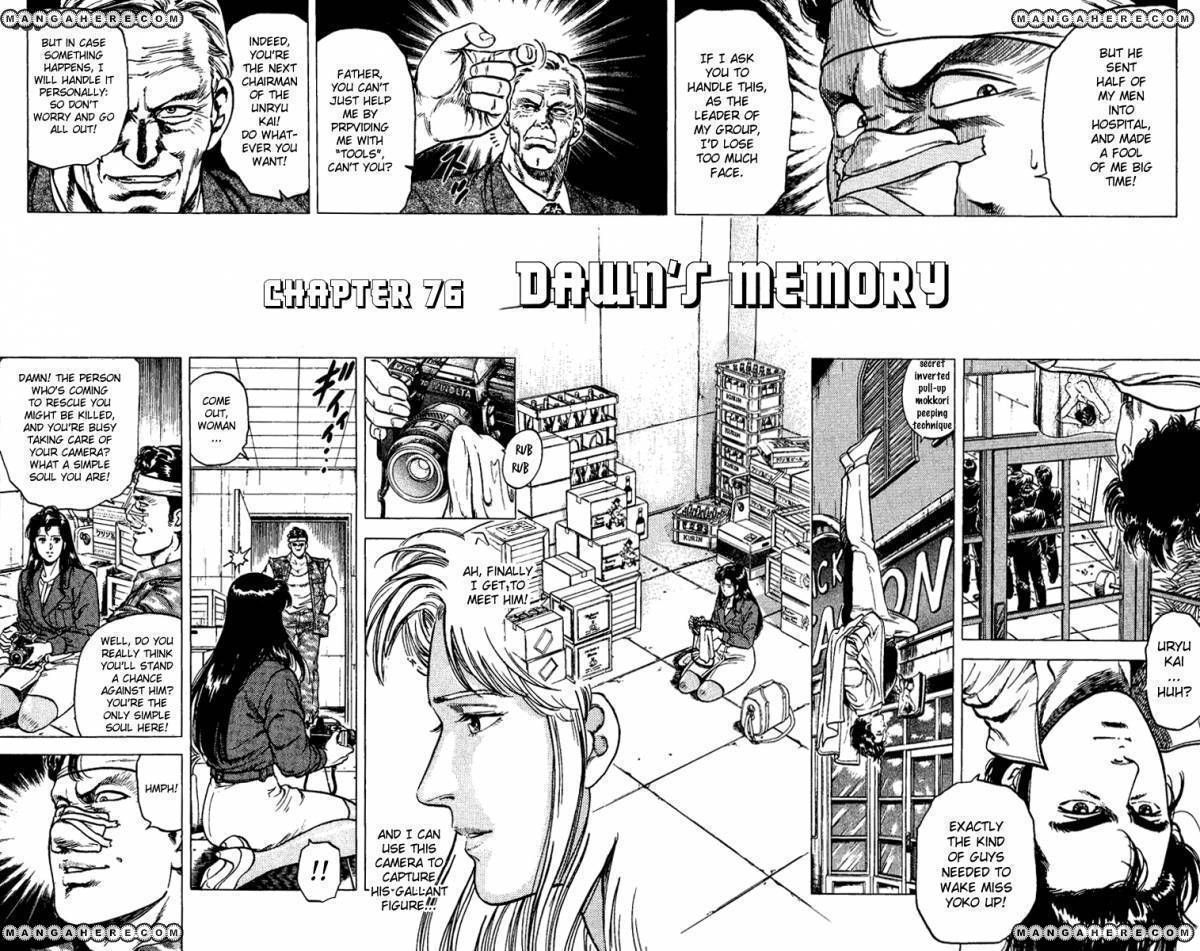 MANGAHERE.COM
MANGAHERE.COM
BUT HE
SENT
HALF OF
MY MEN
INTO
HOSPITAL,
AND MADE
A FOOL
OF ME BIG
TIME!
IF I ASK
YOU TO
HANDLE THIS,
AS THE
LEADER OF
MY GROUP,
I'D LOSE
TOO MUCH
FACE.
FATHER,
YOU CAN'T
JUST HELP
ME BY
PRPVIDING
ME WITH
"TOOLS",
CAN'T YOU?
INDEED,
YOU'RE
THE NEXT
CHAIRMAN
OF THE
UNRYU
KAI!
DO WHAT-
EVER YOU
WANT!
BUT IN CASE
SOMETHING
HAPPENS, I
WILL HANDLE IT
PERSONALLY:
SO DON'T
WORRY AND GO
ALL OUT!
CHAPTER 76
DAWN'S MEMORY
URYU
KAI
...
HUH?
EXACTLY
THE KIND
OF GUYS
NEEDED TO
WAKE MISS
YOKO UP!
secret
inverted
pull-up
mokkori
peeping
technique
CK
ON
KURIN
KURIN
RUB
RUB
MINOLTA
AH, FINALLY
I GET TO
MEET HIM!
AND I CAN
USE THIS
CAMERA TO
CAPTURE
HIS GALLANT
FIGURE!!
COME
OUT,
WOMAN
...
!!
DAMN! THE PERSON
WHO'S COMING
TO RESCUE YOU
MIGHT BE KILLED,
AND YOU'RE BUSY
TAKING CARE OF
YOUR CAMERA?
WHAT A SIMPLE
SOUL YOU ARE!
WELL, DO YOU
REALLY THINK
YOU'LL STAND
A CHANCE
AGAINST HIM?
YOU'RE THE
ONLY SIMPLE
SOUL HERE!
HMPH!
MANGAHERE.COM
MANGAHERE.COM